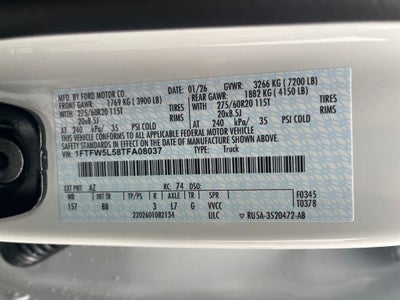 MFD. BY FORD MOTOR CO.
01/26 GVWR: 3266 KG ( 7200 LB)
FRONT GAWR: 1769 KG ( 3900 LB)
REAR GAWR: 1882 KG ( 4150 LB)
WITH 275/60R20 115T TIRES
WITH 275/60R20 115T TIRES
20x8.5J RIMS
20x8.5J RIMS
AT 240 kPa/ 35 PSI COLD
AT 240 kPa/ 35 PSI COLD
THIS VEHICLE CONFORMS TO ALL APPLICABLE FEDERAL MOTOR VEHICLE
SAFETY STANDARDS IN EFFECT ON THE DATE OF MANUFACTURE SHOWN ABOVE.
VIN: 1FTFW5L58TFA08037
TYPE: Truck
EXT PNT: AZ RC: 74 DSO: F0345
WB INT TR TP/PS R AXLE TR SPR T0378
157 BB 3 L7 G VVCC
2202601082134 ULC RU5A-3520472-AB